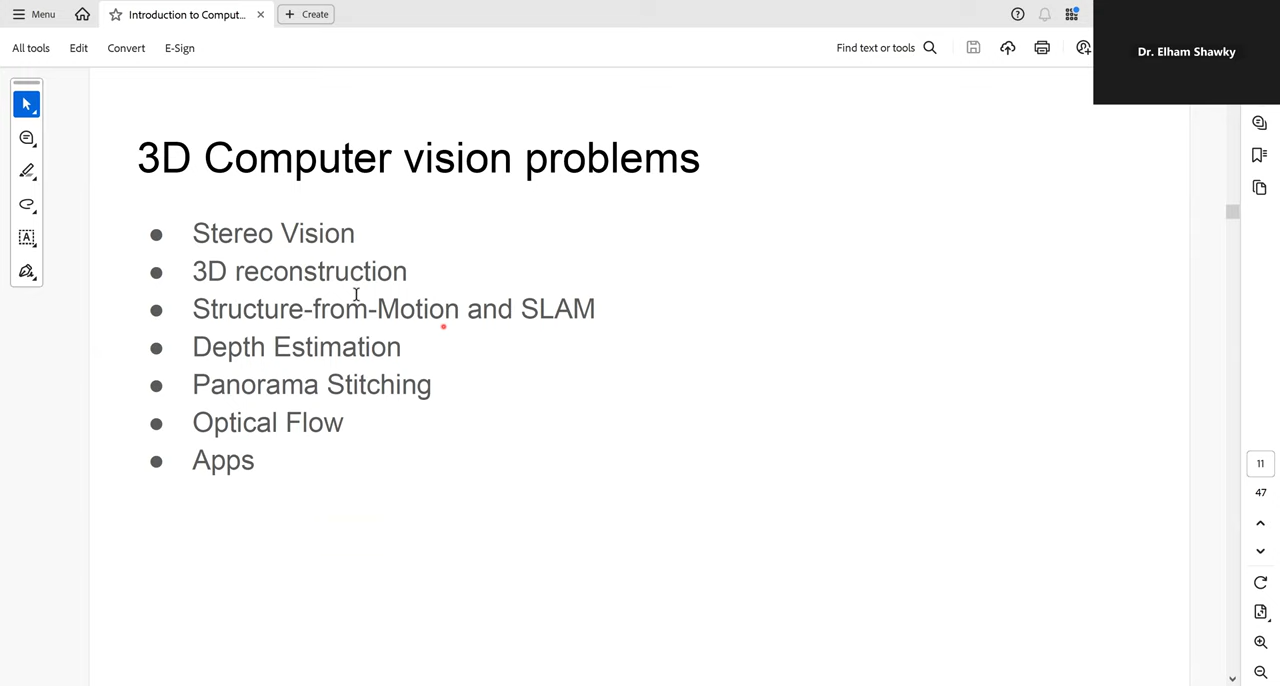 Menu
Introduction to Comput...
Create
All tools
Edit
Convert
E-Sign
Find text or tools
Dr. Elham Shawky
3D Computer vision problems
● Stereo Vision
● 3D reconstruction
● Structure-from-Motion and SLAM
● Depth Estimation
● Panorama Stitching
● Optical Flow
● Apps
11
47